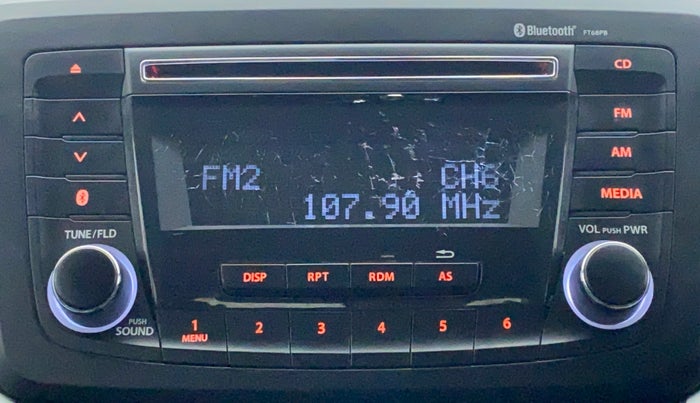 Bluetooth® FT68PB
CD
FM
AM
MEDIA
FM2 CH6
107.90 MHz
TUNE/FLD
VOL PUSH PWR
DISP RPT RDM AS
PUSH
SOUND
1 2 3 4 5 6
MENU